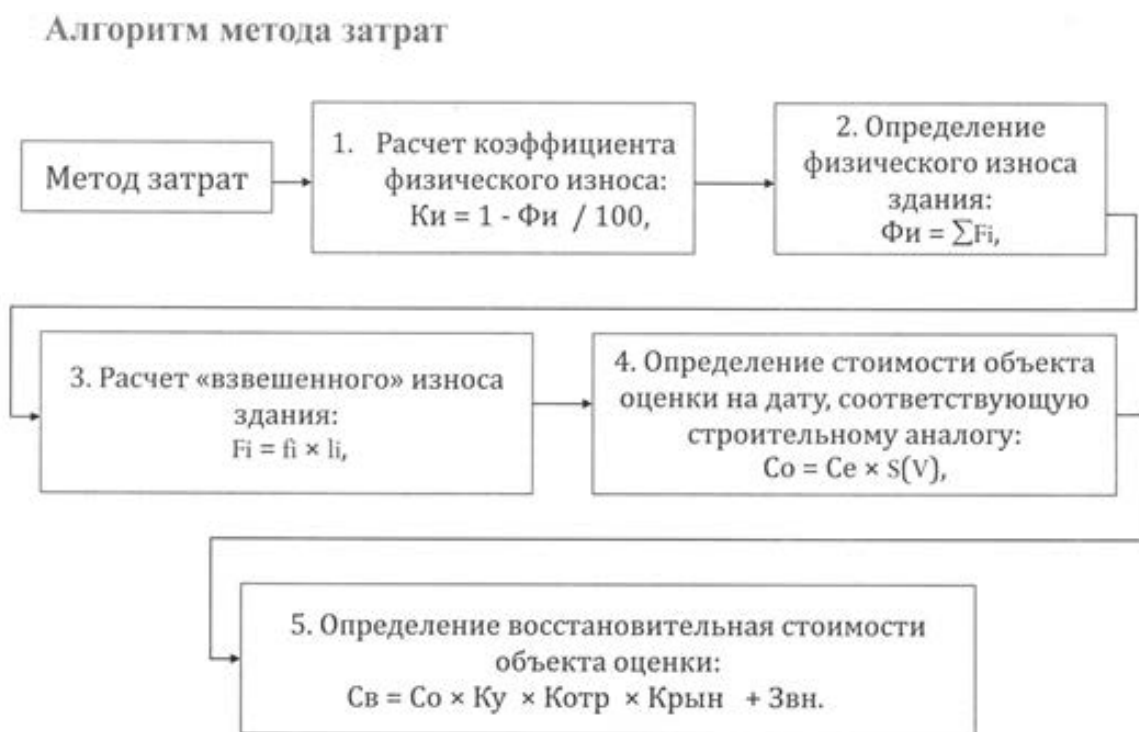 Алгоритм метода затрат
Метод затрат
1. Расчет коэффициента
физического износа:
Ки = 1 - Фи / 100,
2. Определение
физического износа
здания:
Фи = ∑Fi,
3. Расчет «взвешенного» износа
здания:
Fi = fi × li,
4. Определение стоимости объекта
оценки на дату, соответствующую
строительному аналогу:
Со = Се × S(V),
5. Определение восстановительная стоимости
объекта оценки:
Св = Со × Ку × Котр × Крын + Звн.